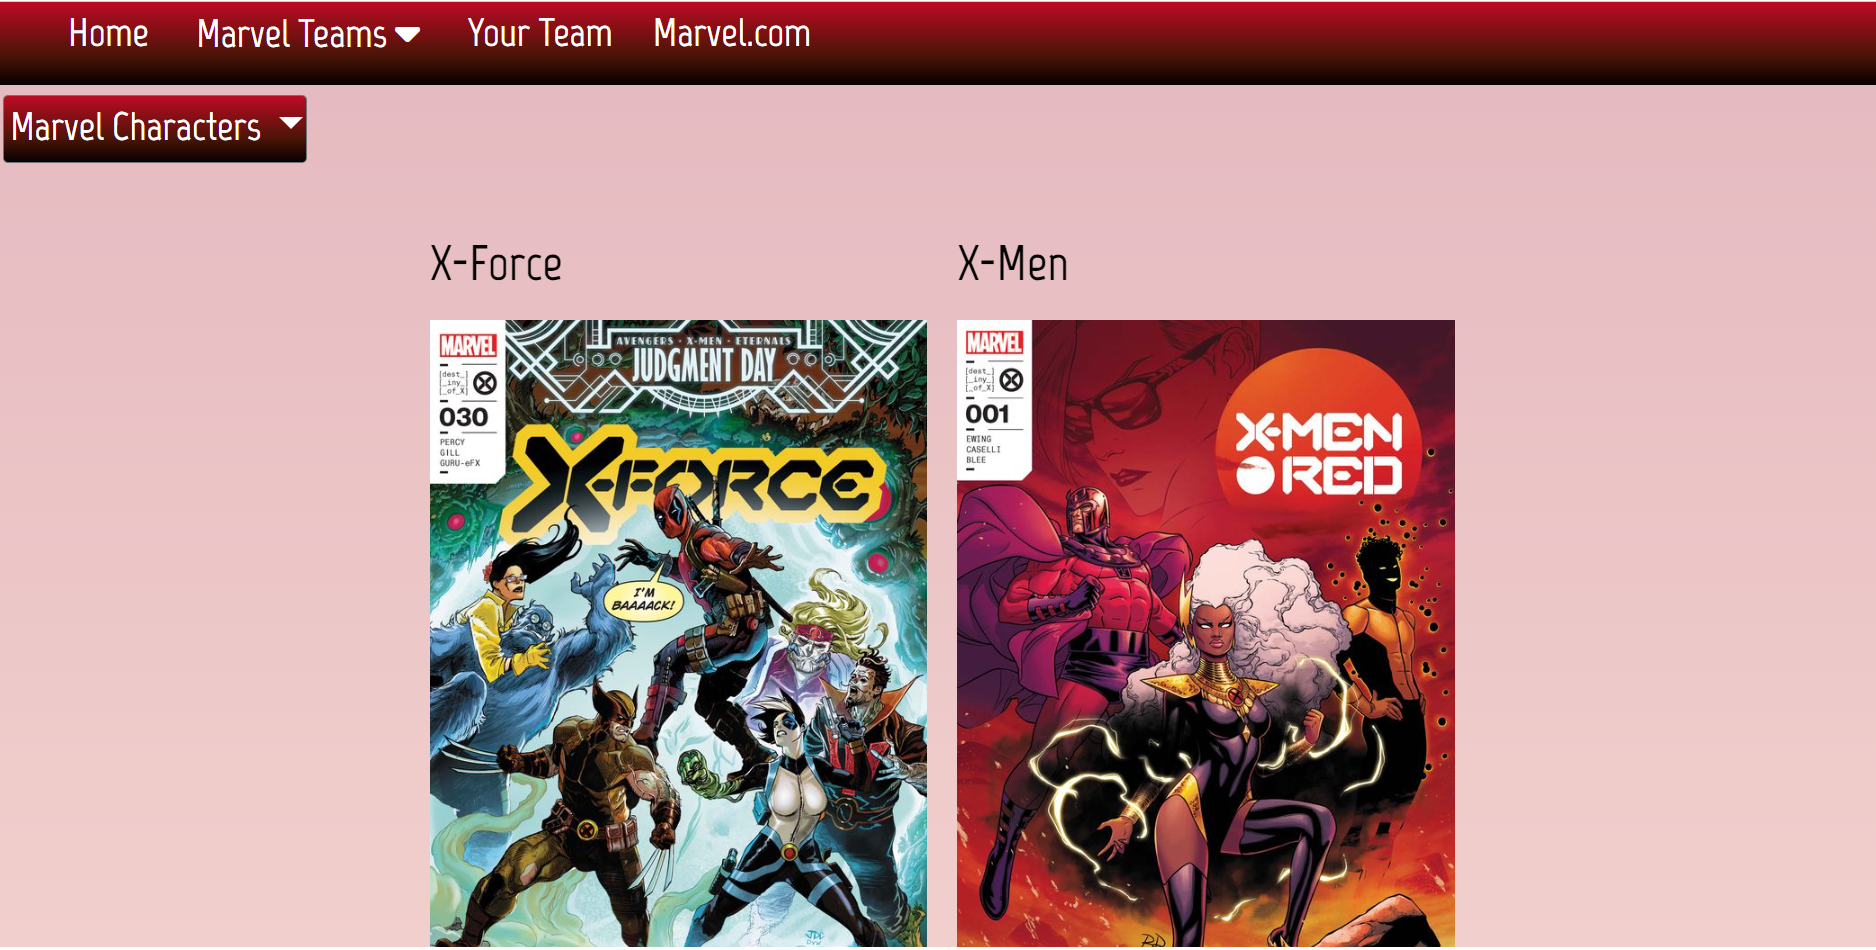 Home Marvel Teams Your Team Marvel.com
Marvel Characters
X-Force
X-Men
MARVEL
[dest_]
[_iny_]
[_of_X]
030
PERCY
GILL
GURU-eFX
AVENGERS · X-MEN · ETERNALS
JUDGMENT DAY
X-FORCE
I'M
BAAAACK!
MARVEL
[dest_]
[_iny_]
[_of_X]
001
EWING
CASELLI
BLEE
X-MEN
RED